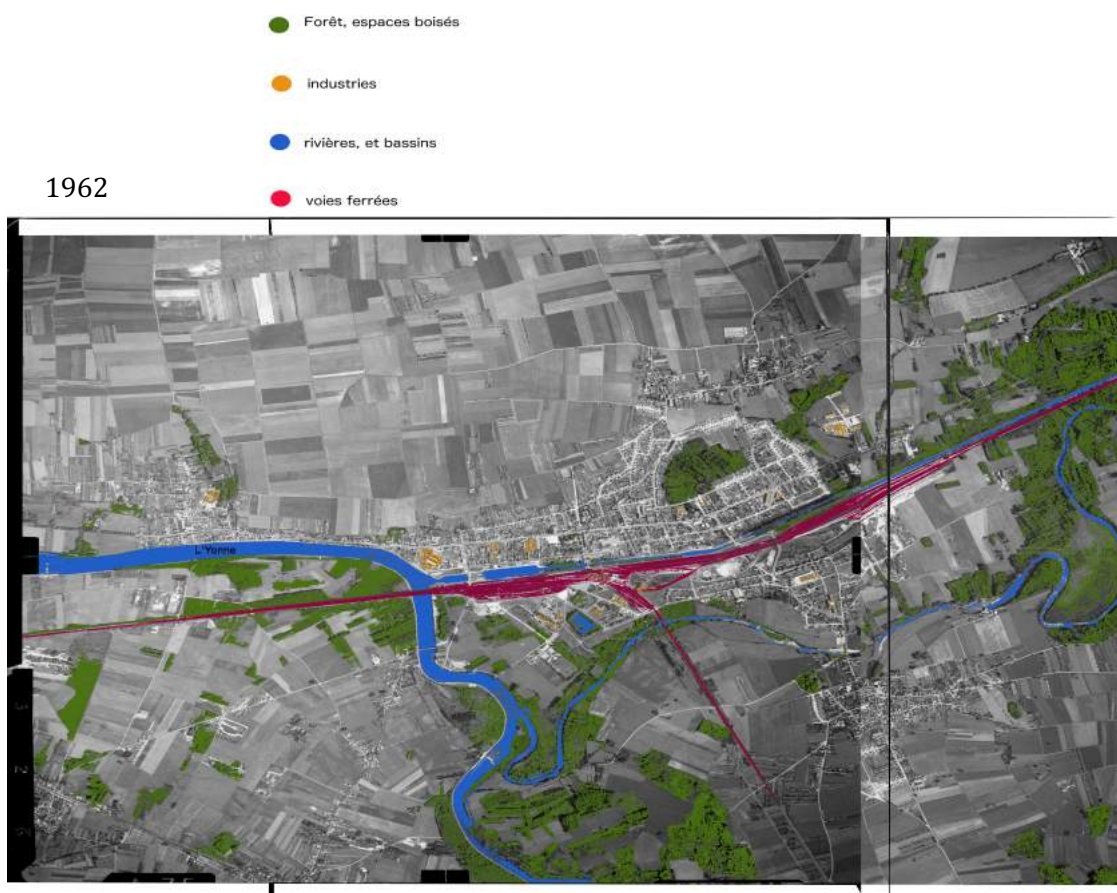 Forêt, espaces boisés
industries
rivières, et bassins
1962
voies ferrées
L'Yonne